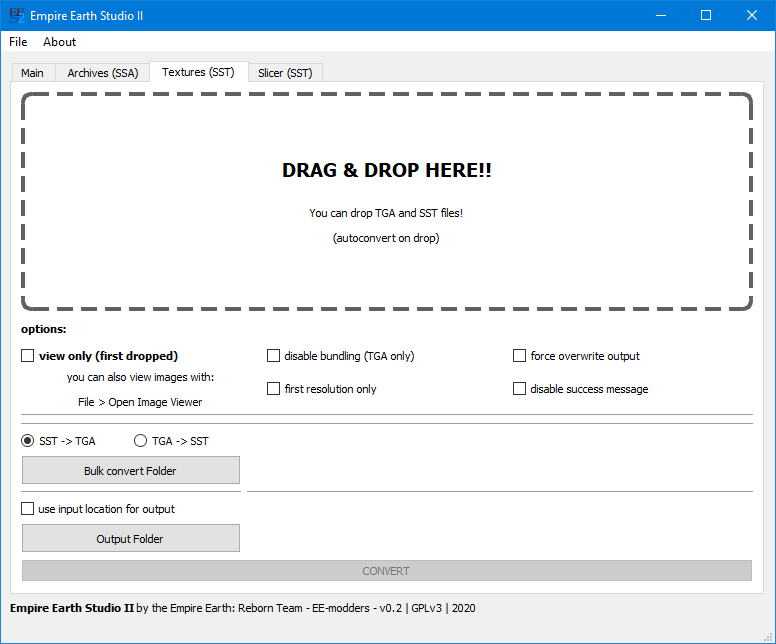 Empire Earth Studio II
File About
Main Archives (SSA) Textures (SST) Slicer (SST)
DRAG & DROP HERE!!
You can drop TGA and SST files!
(autoconvert on drop)
options:
view only (first dropped) disable bundling (TGA only) force overwrite output
you can also view images with:
first resolution only disable success message
File > Open Image Viewer
SST -> TGA TGA -> SST
Bulk convert Folder
use input location for output
Output Folder
CONVERT
Empire Earth Studio II by the Empire Earth: Reborn Team - EE-modders - v0.2 | GPLv3 | 2020